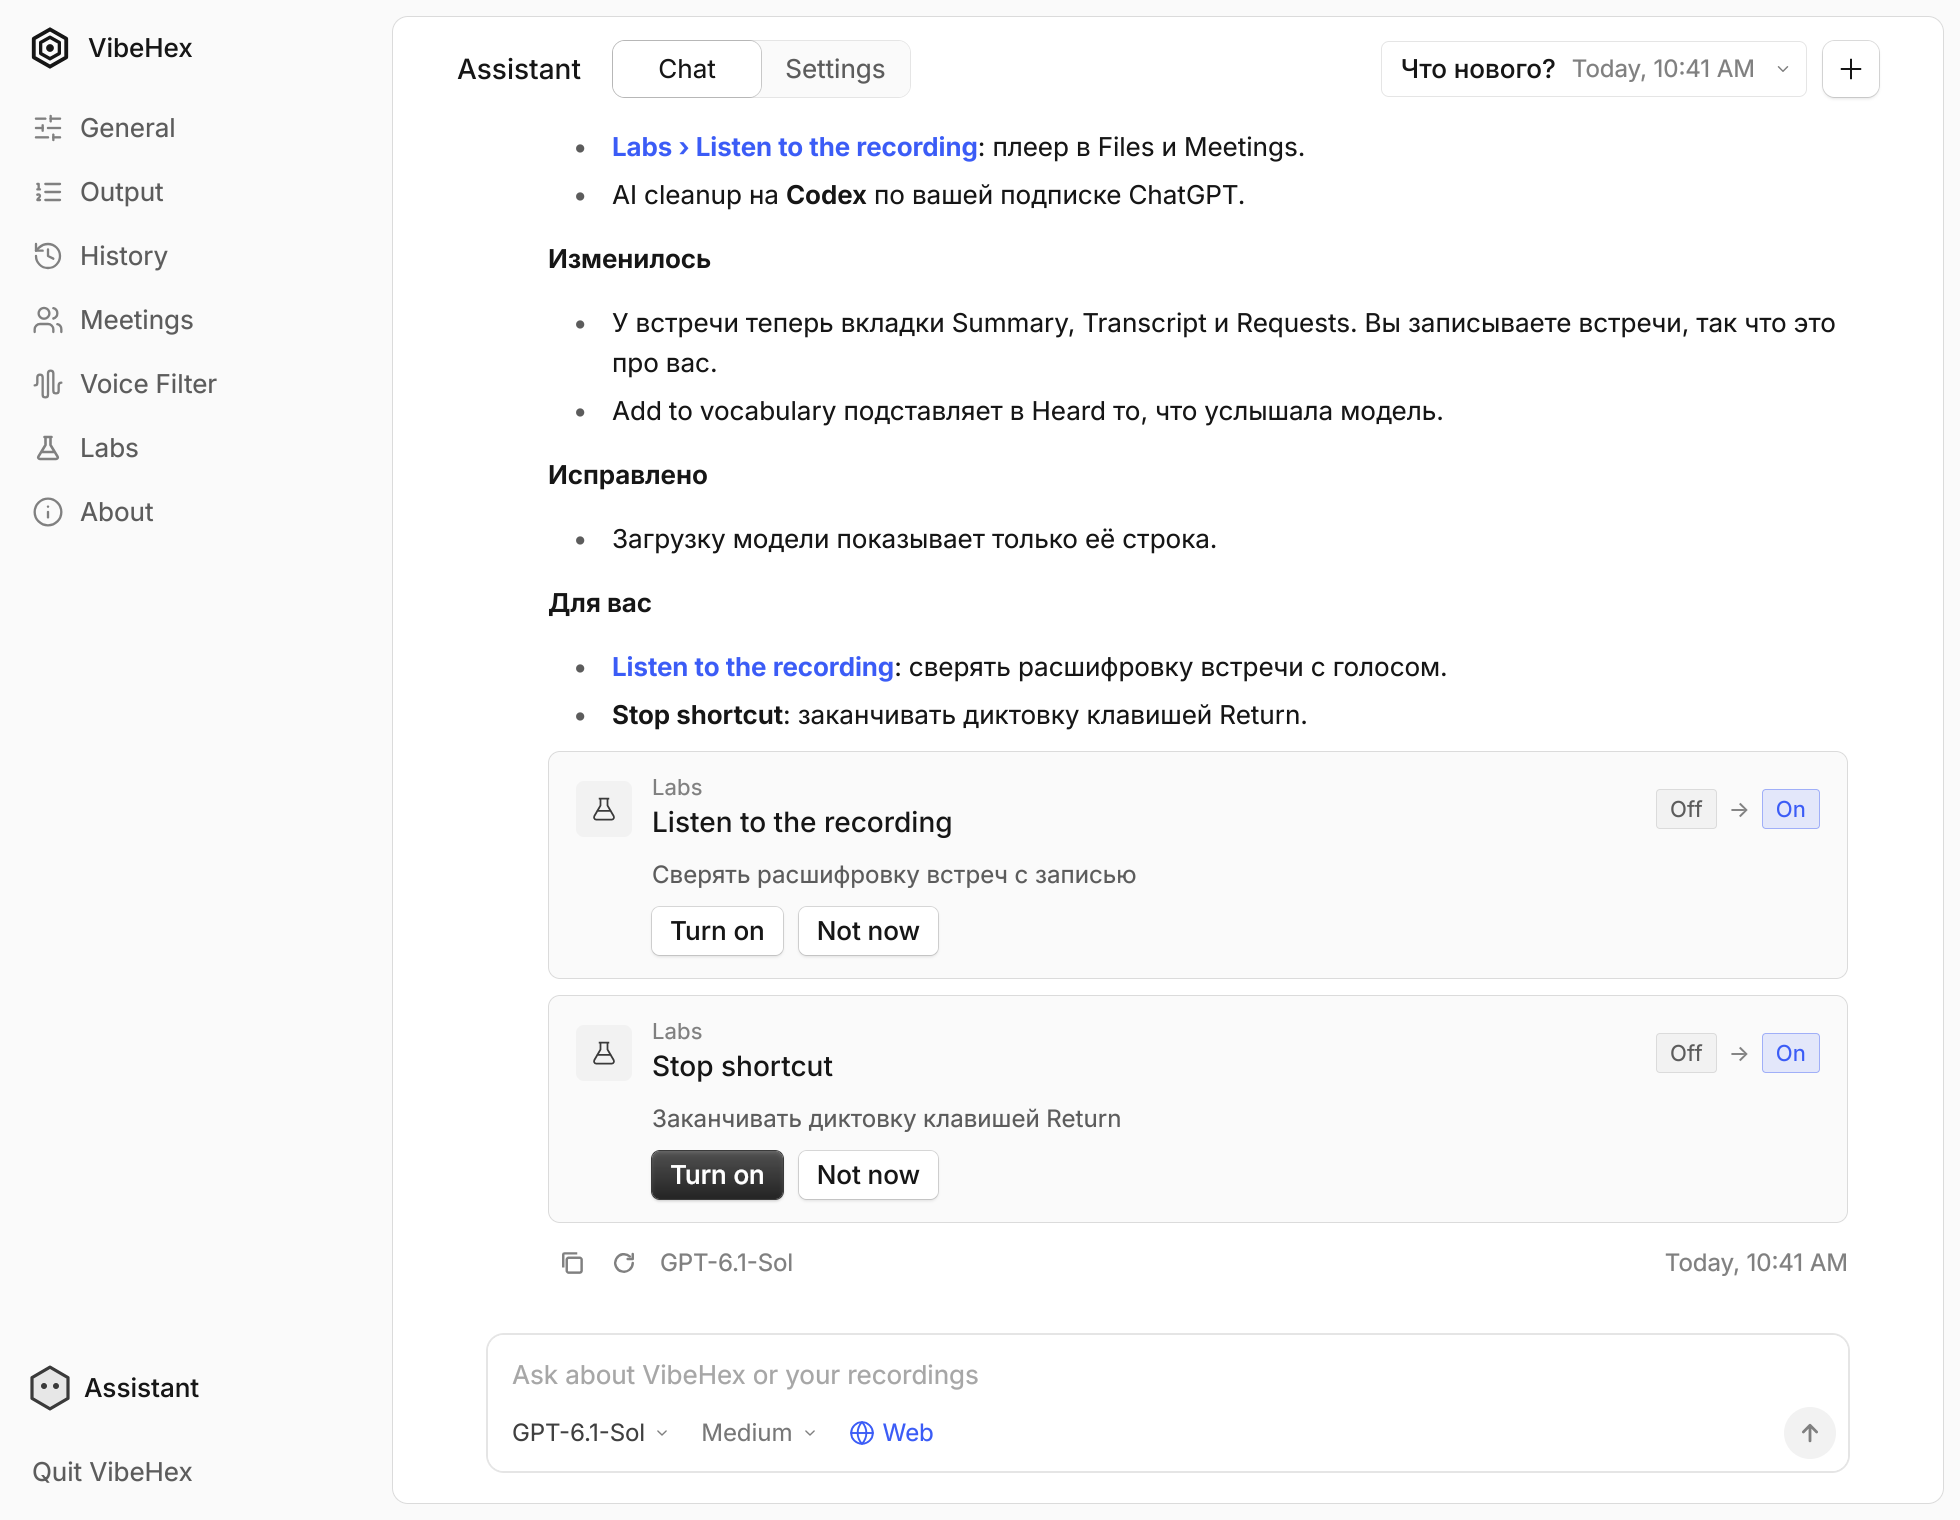 VibeHex
General
Output
History
Meetings
Voice Filter
Labs
About
Assistant
Quit VibeHex
Assistant
Chat
Settings
Что нового? Today, 10:41 AM
Labs › Listen to the recording: плеер в Files и Meetings.
AI cleanup на Codex по вашей подписке ChatGPT.
Изменилось
У встречи теперь вкладки Summary, Transcript и Requests. Вы записываете встречи, так что это
про вас.
Add to vocabulary подставляет в Heard то, что услышала модель.
Исправлено
Загрузку модели показывает только её строка.
Для вас
Listen to the recording: сверять расшифровку встречи с голосом.
Stop shortcut: заканчивать диктовку клавишей Return.
Labs
Listen to the recording
Off → On
Сверять расшифровку встреч с записью
Turn on
Not now
Labs
Stop shortcut
Off → On
Заканчивать диктовку клавишей Return
Turn on
Not now
GPT-6.1-Sol
Today, 10:41 AM
Ask about VibeHex or your recordings
GPT-6.1-Sol
Medium
Web